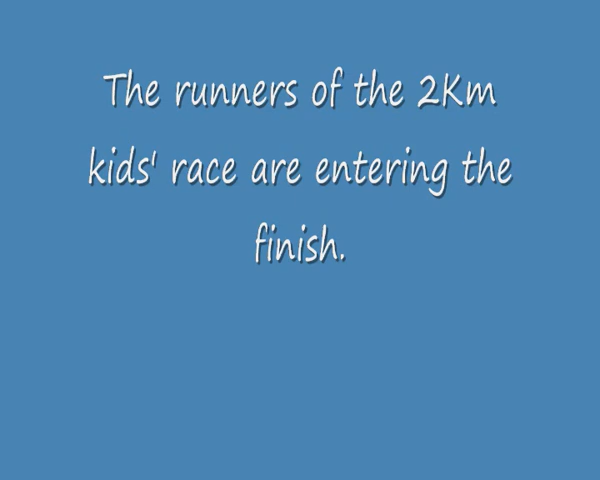 The runners of the 2Km
kids' race are entering the
finish.